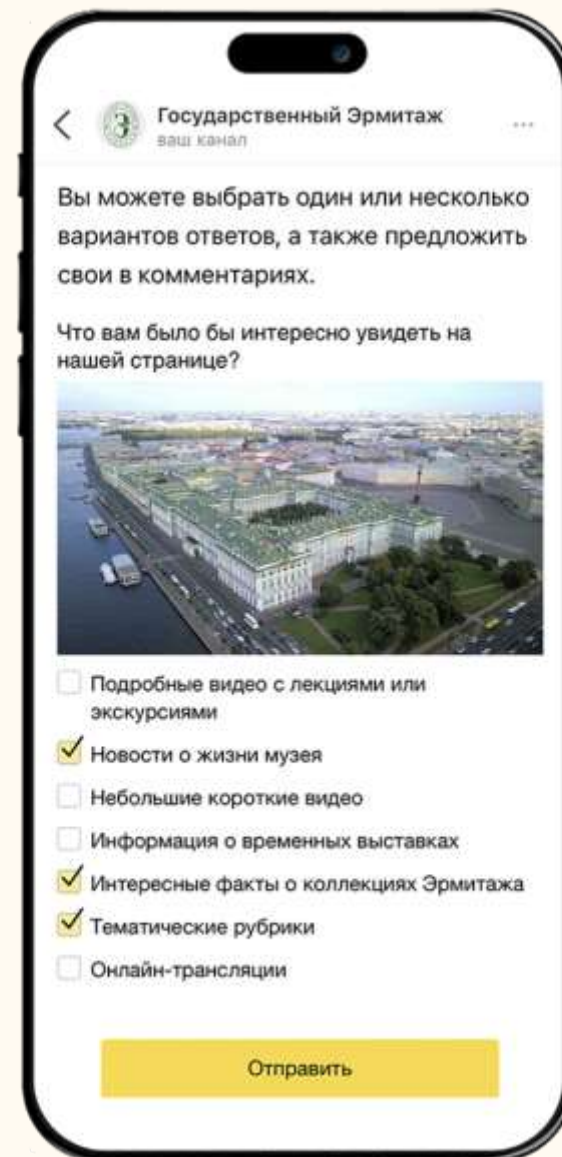 Государственный Эрмитаж
ваш канал
Вы можете выбрать один или несколько
вариантов ответов, а также предложить
свои в комментариях.
Что вам было бы интересно увидеть на
нашей странице?
Подробные видео с лекциями или
экскурсиями
Новости о жизни музея
Небольшие короткие видео
Информация о временных выставках
Интересные факты о коллекциях Эрмитажа
Тематические рубрики
Онлайн-трансляции
Отправить